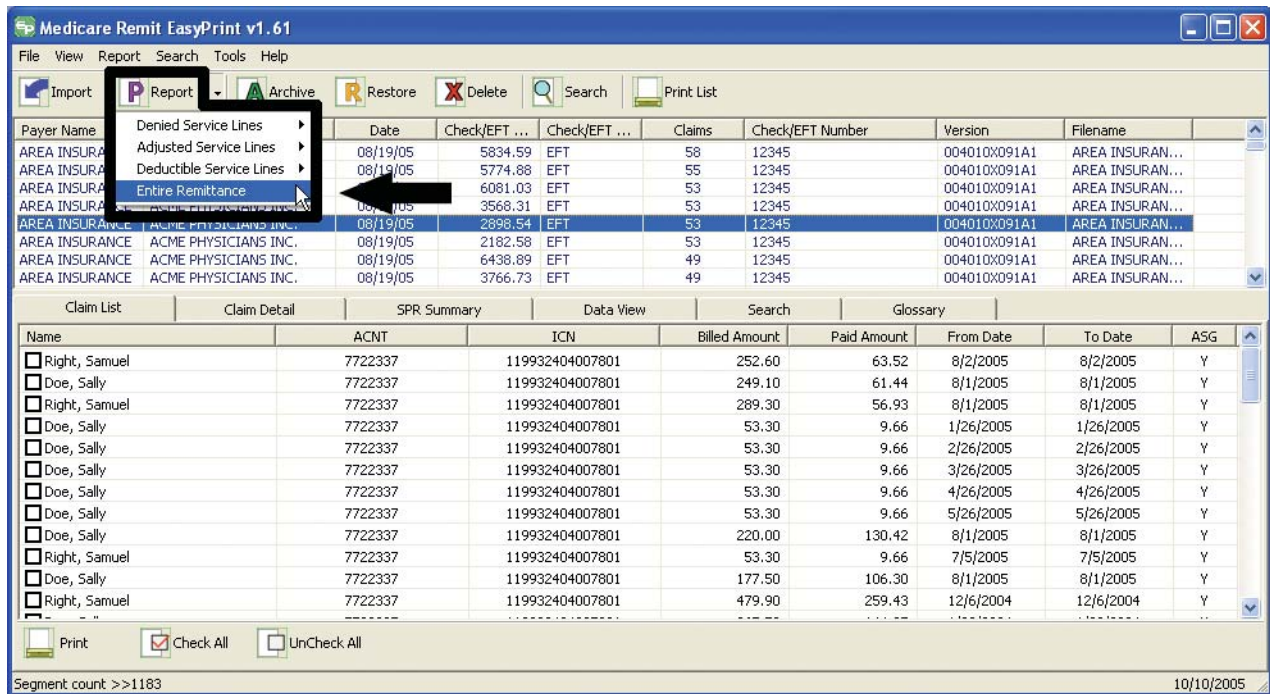 Medicare Remit EasyPrint v1.61
File View Report Search Tools Help
Import Report Archive Restore Delete Search Print List
Payer Name Date Check/EFT ... Check/EFT ... Claims Check/EFT Number Version Filename
Denied Service Lines
Adjusted Service Lines
Deductible Service Lines
Entire Remittance
AREA INSURA 08/19/05 5834.59 EFT 58 12345 004010X091A1 AREA INSURAN...
AREA INSURA 08/19/05 5774.88 EFT 55 12345 004010X091A1 AREA INSURAN...
AREA INSURA 6081.03 EFT 53 12345 004010X091A1 AREA INSURAN...
AREA INSURA 3568.31 EFT 53 12345 004010X091A1 AREA INSURAN...
AREA INSURANCE ACME PHYSICIANS INC. 08/19/05 2898.54 EFT 53 12345 004010X091A1 AREA INSURAN...
AREA INSURANCE ACME PHYSICIANS INC. 08/19/05 2182.58 EFT 53 12345 004010X091A1 AREA INSURAN...
AREA INSURANCE ACME PHYSICIANS INC. 08/19/05 6438.89 EFT 49 12345 004010X091A1 AREA INSURAN...
AREA INSURANCE ACME PHYSICIANS INC. 08/19/05 3766.73 EFT 49 12345 004010X091A1 AREA INSURAN...
Claim List Claim Detail SPR Summary Data View Search Glossary
Name ACNT ICN Billed Amount Paid Amount From Date To Date ASG
Right, Samuel 7722337 119932404007801 252.60 63.52 8/2/2005 8/2/2005 Y
Doe, Sally 7722337 119932404007801 249.10 61.44 8/1/2005 8/1/2005 Y
Right, Samuel 7722337 119932404007801 289.30 56.93 8/1/2005 8/1/2005 Y
Doe, Sally 7722337 119932404007801 53.30 9.66 1/26/2005 1/26/2005 Y
Doe, Sally 7722337 119932404007801 53.30 9.66 2/26/2005 2/26/2005 Y
Doe, Sally 7722337 119932404007801 53.30 9.66 3/26/2005 3/26/2005 Y
Doe, Sally 7722337 119932404007801 53.30 9.66 4/26/2005 4/26/2005 Y
Doe, Sally 7722337 119932404007801 53.30 9.66 5/26/2005 5/26/2005 Y
Doe, Sally 7722337 119932404007801 220.00 130.42 8/1/2005 8/1/2005 Y
Right, Samuel 7722337 119932404007801 53.30 9.66 7/5/2005 7/5/2005 Y
Doe, Sally 7722337 119932404007801 177.50 106.30 8/1/2005 8/1/2005 Y
Right, Samuel 7722337 119932404007801 479.90 259.43 12/6/2004 12/6/2004 Y
Print Check All UnCheck All
Segment count >>1183 10/10/2005